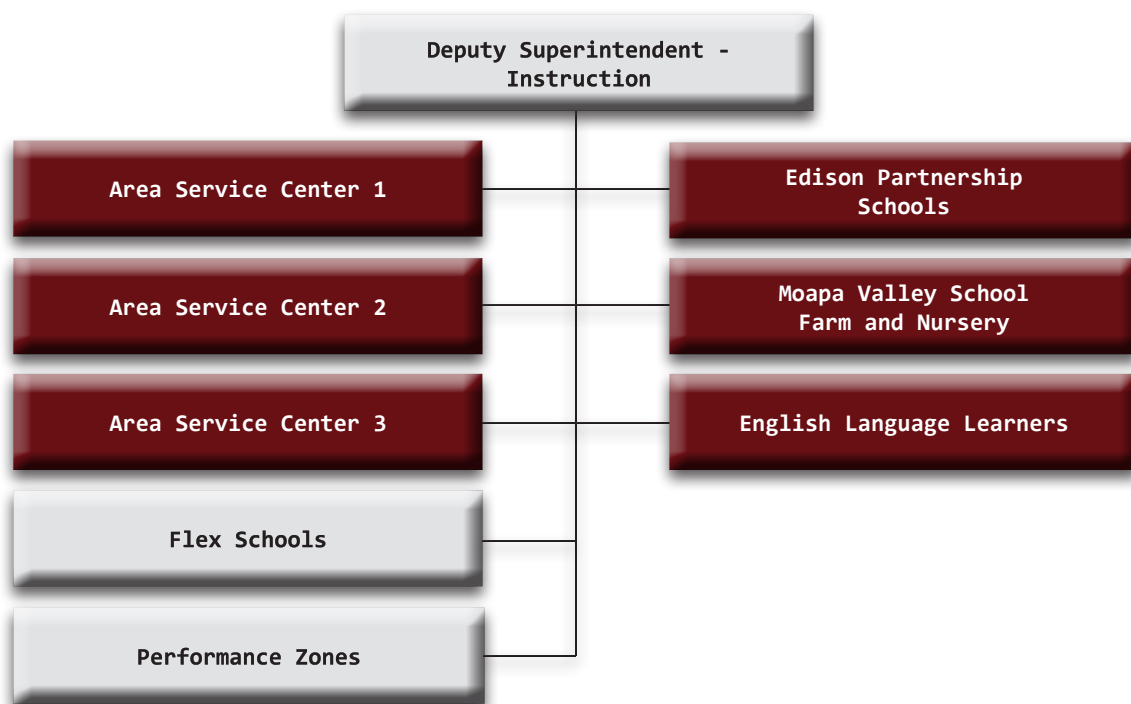 Deputy Superintendent -
Instruction
Area Service Center 1
Edison Partnership
Schools
Area Service Center 2
Moapa Valley School
Farm and Nursery
Area Service Center 3
English Language Learners
Flex Schools
Performance Zones